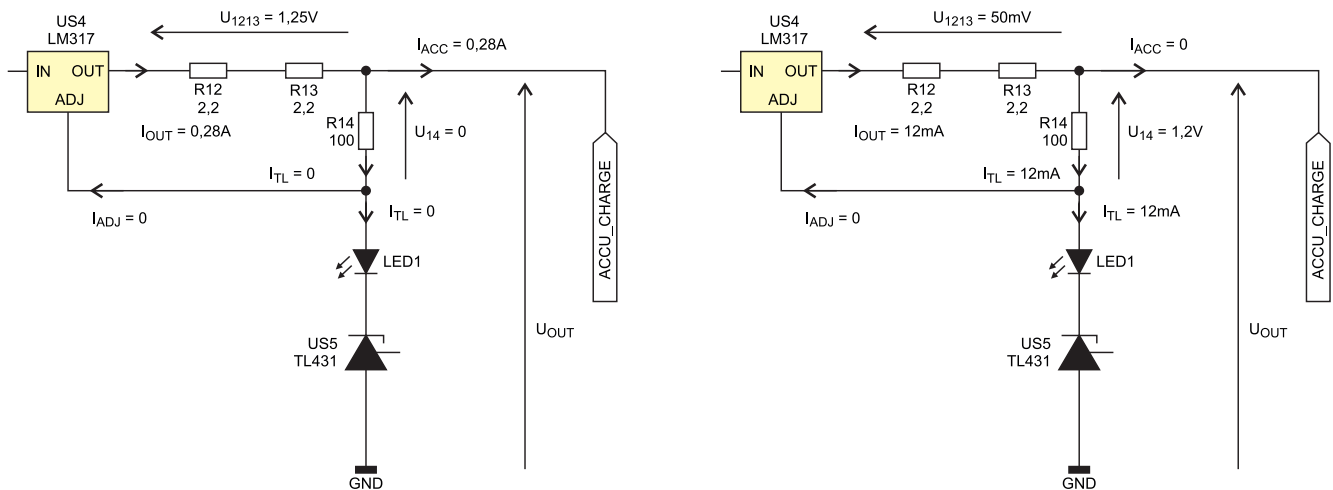 US4
LM317
U1213 = 1,25V
IACC = 0,28A
IN OUT
ADJ
R12
2,2
R13
2,2
IOUT = 0,28A
R14
100
U14 = 0
ITL = 0
IADJ = 0
ITL = 0
LED1
US5
TL431
UOUT
ACCU_CHARGE
GND
US4
LM317
U1213 = 50mV
IACC = 0
IN OUT
ADJ
R12
2,2
R13
2,2
IOUT = 12mA
R14
100
U14 = 1,2V
ITL = 12mA
IADJ = 0
ITL = 12mA
LED1
US5
TL431
UOUT
ACCU_CHARGE
GND